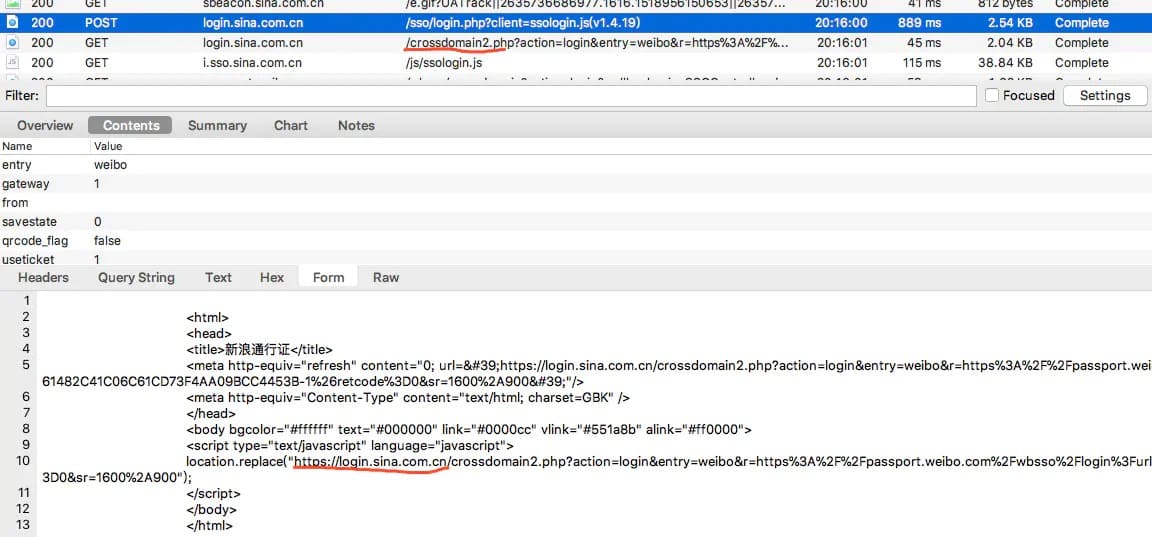 200 GET sbeacon.sina.com.cn /e.gif?UATrack||2635736686977.1616.1518956150653||26357... 20:16:00 41 ms 812 bytes Complete
200 POST login.sina.com.cn /sso/login.php?client=ssologin.js(v1.4.19) 20:16:00 889 ms 2.54 KB Complete
200 GET login.sina.com.cn /crossdomain2.php?action=login&entry=weibo&r=https%3A%2F%... 20:16:01 45 ms 2.04 KB Complete
JS 200 GET i.sso.sina.com.cn /js/ssologin.js 20:16:01 115 ms 38.84 KB Complete
Filter: Focused Settings
Overview Contents Summary Chart Notes
Name Value
entry weibo
gateway 1
from
savestate 0
qrcode_flag false
useticket 1
Headers Query String Text Hex Form Raw
1
2 <html>
3 <head>
4 <title>新浪通行证</title>
5 <meta http-equiv="refresh" content="0; url=&#39;https://login.sina.com.cn/crossdomain2.php?action=login&entry=weibo&r=https%3A%2F%2Fpassport.wei
61482C41C06C61CD73F4AA09BCC4453B-1%26retcode%3D0&sr=1600%2A900&#39;"/>
6 <meta http-equiv="Content-Type" content="text/html; charset=GBK" />
7 </head>
8 <body bgcolor="#ffffff" text="#000000" link="#0000cc" vlink="#551a8b" alink="#ff0000">
9 <script type="text/javascript" language="javascript">
10 location.replace("https://login.sina.com.cn/crossdomain2.php?action=login&entry=weibo&r=https%3A%2F%2Fpassport.weibo.com%2Fwbsso%2Flogin%3Furl
3D0&sr=1600%2A900");
11 </script>
12 </body>
13 </html>